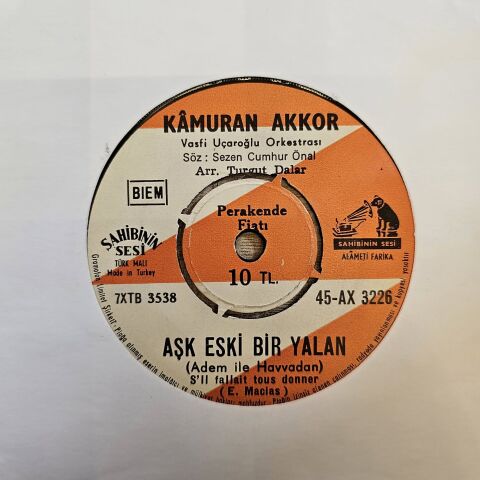 KÂMURAN AKKOR
Vasfi Uçaroğlu Orkestrası
Söz : Sezen Cumhur Önal
Arr. Turgut Dalar
BIEM
Perakende
Fiatı
10 TL.
SAHİBİNİN
SESİ
TÜRK MALI
Made in Turkey
SAHİBİNİN SESİ
ALÂMETİ FARİKA
7XTB 3538
45-AX 3226
AŞK ESKİ BİR YALAN
(Adem ile Havvadan)
S'll fallait tous donner
(E. Macias)